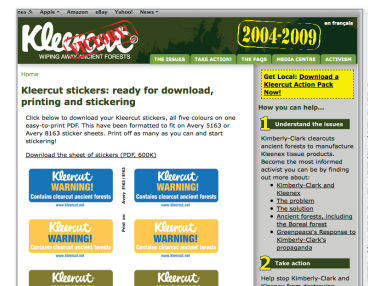 Apple Amazon eBay Yahoo! News
en français
Kleercut
2004-2009
WIPING AWAY ANCIENT FORESTS
THE ISSUES TAKE ACTION! THE FAQS MEDIA CENTRE ACTIVISM
Home
Kleercut stickers: ready for download,
printing and stickering
Click below to download your Kleercut stickers, all five colours on one
easy-to-print PDF. This have been formatted to fit on Avery 5163 or
Avery 8163 sticker sheets. Print off as many as you can and start
stickering!
Download the sheet of stickers (PDF, 600K)
Kleercut
WARNING!
Contains clearcut ancient forests
www.kleercut.net
Avery 5163/8163
Kleercut
WARNING!
Contains clearcut ancient forests
www.kleercut.net
Kleercut
WARNING!
Contains clearcut ancient forests
www.kleercut.net
Print on:
Kleercut
WARNING!
Contains clearcut ancient forests
www.kleercut.net
Kleercut
Kleercut
Get Local: Download a
Kleercut Action Pack
Now!
How you can help...
1 Understand the issues
Kimberly-Clark clearcuts
ancient forests to manufacture
Kleenex tissue products.
Become the most informed
activist you can be by finding
out more about:
Kimberly-Clark and
Kleenex
The problem
The solution
Ancient forests, including
the Boreal forest
Greenpeace's Response to
Kimberly-Clark's
propaganda
2 Take action
Help stop Kimberly-Clark and